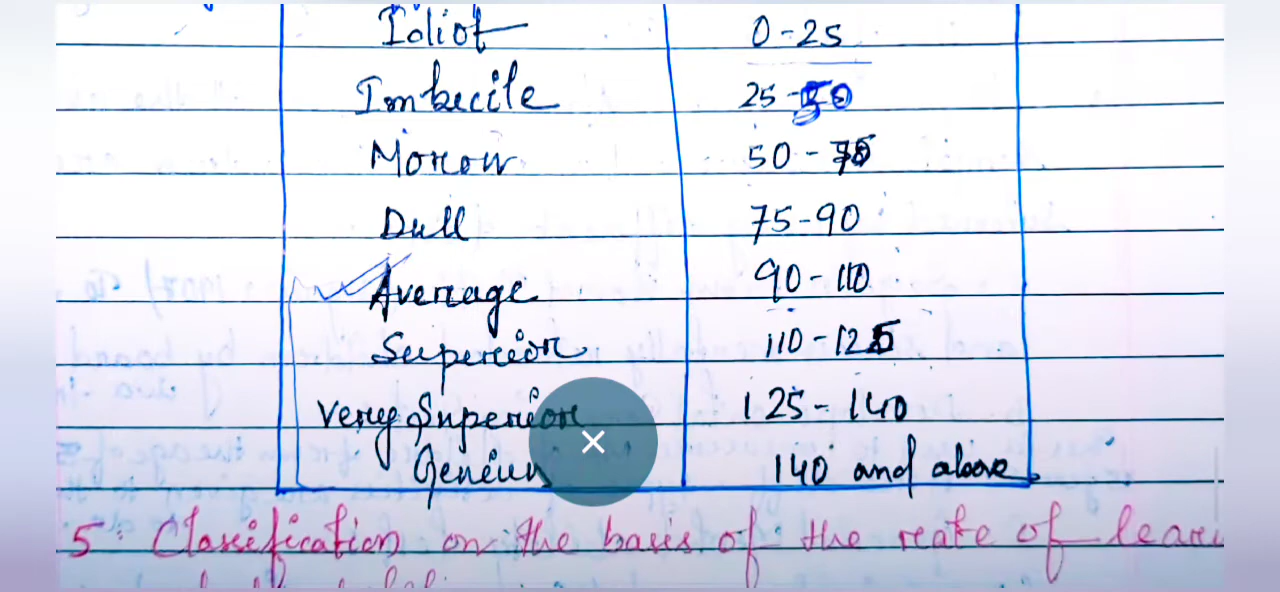 Idiot 0-25
Imbecile 25-50
Moron 50-75
Dull 75-90
Average 90-110
Superior 110-125
Very Superior 125-140
Genius 140 and above
5. Classification on the basis of the rate of learni